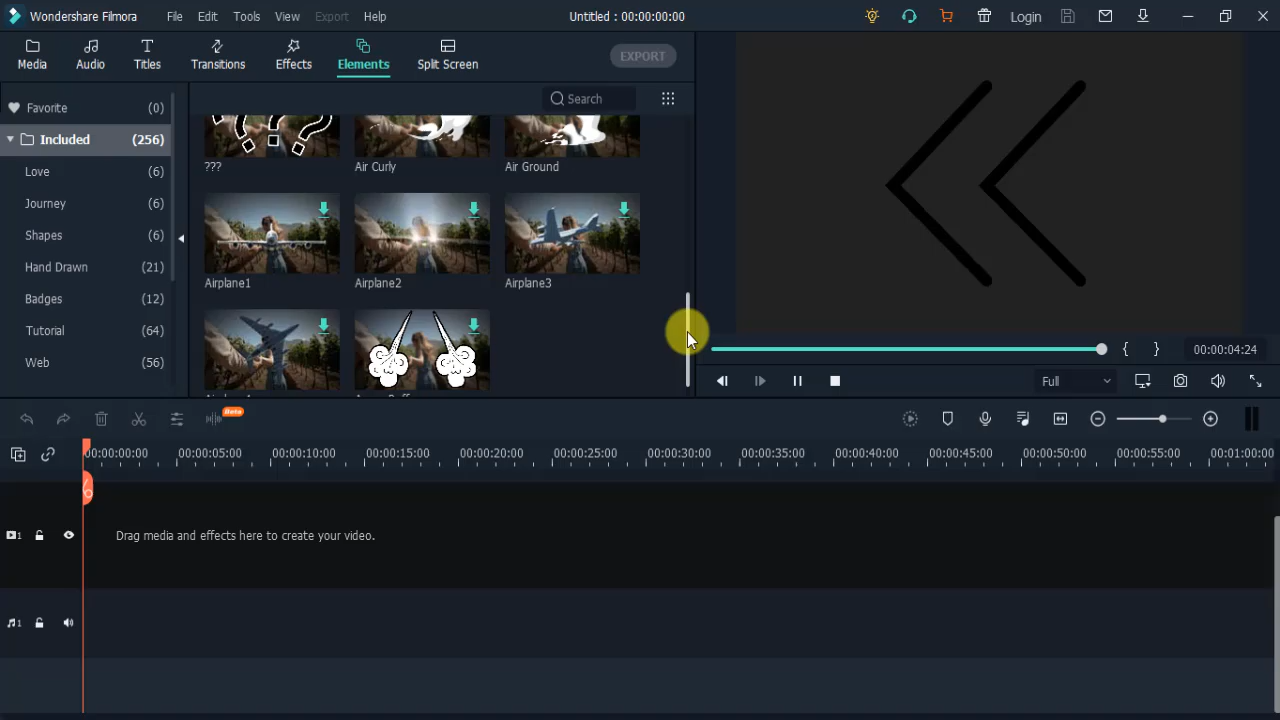 Wondershare Filmora File Edit Tools View Export Help Untitled : 00:00:00:00 Login
Media Audio Titles Transitions Effects Elements Split Screen EXPORT
Favorite (0)
Included (256)
Love (6)
Journey (6)
Shapes (6)
Hand Drawn (21)
Badges (12)
Tutorial (64)
Web (56)
Search
??? Air Curly Air Ground
Airplane1 Airplane2 Airplane3
00:00:04:24
Full
Beta
00:00:00:00 00:00:05:00 00:00:10:00 00:00:15:00 00:00:20:00 00:00:25:00 00:00:30:00 00:00:35:00 00:00:40:00 00:00:45:00 00:00:50:00 00:00:55:00 00:01:00:00
1 Drag media and effects here to create your video.
1